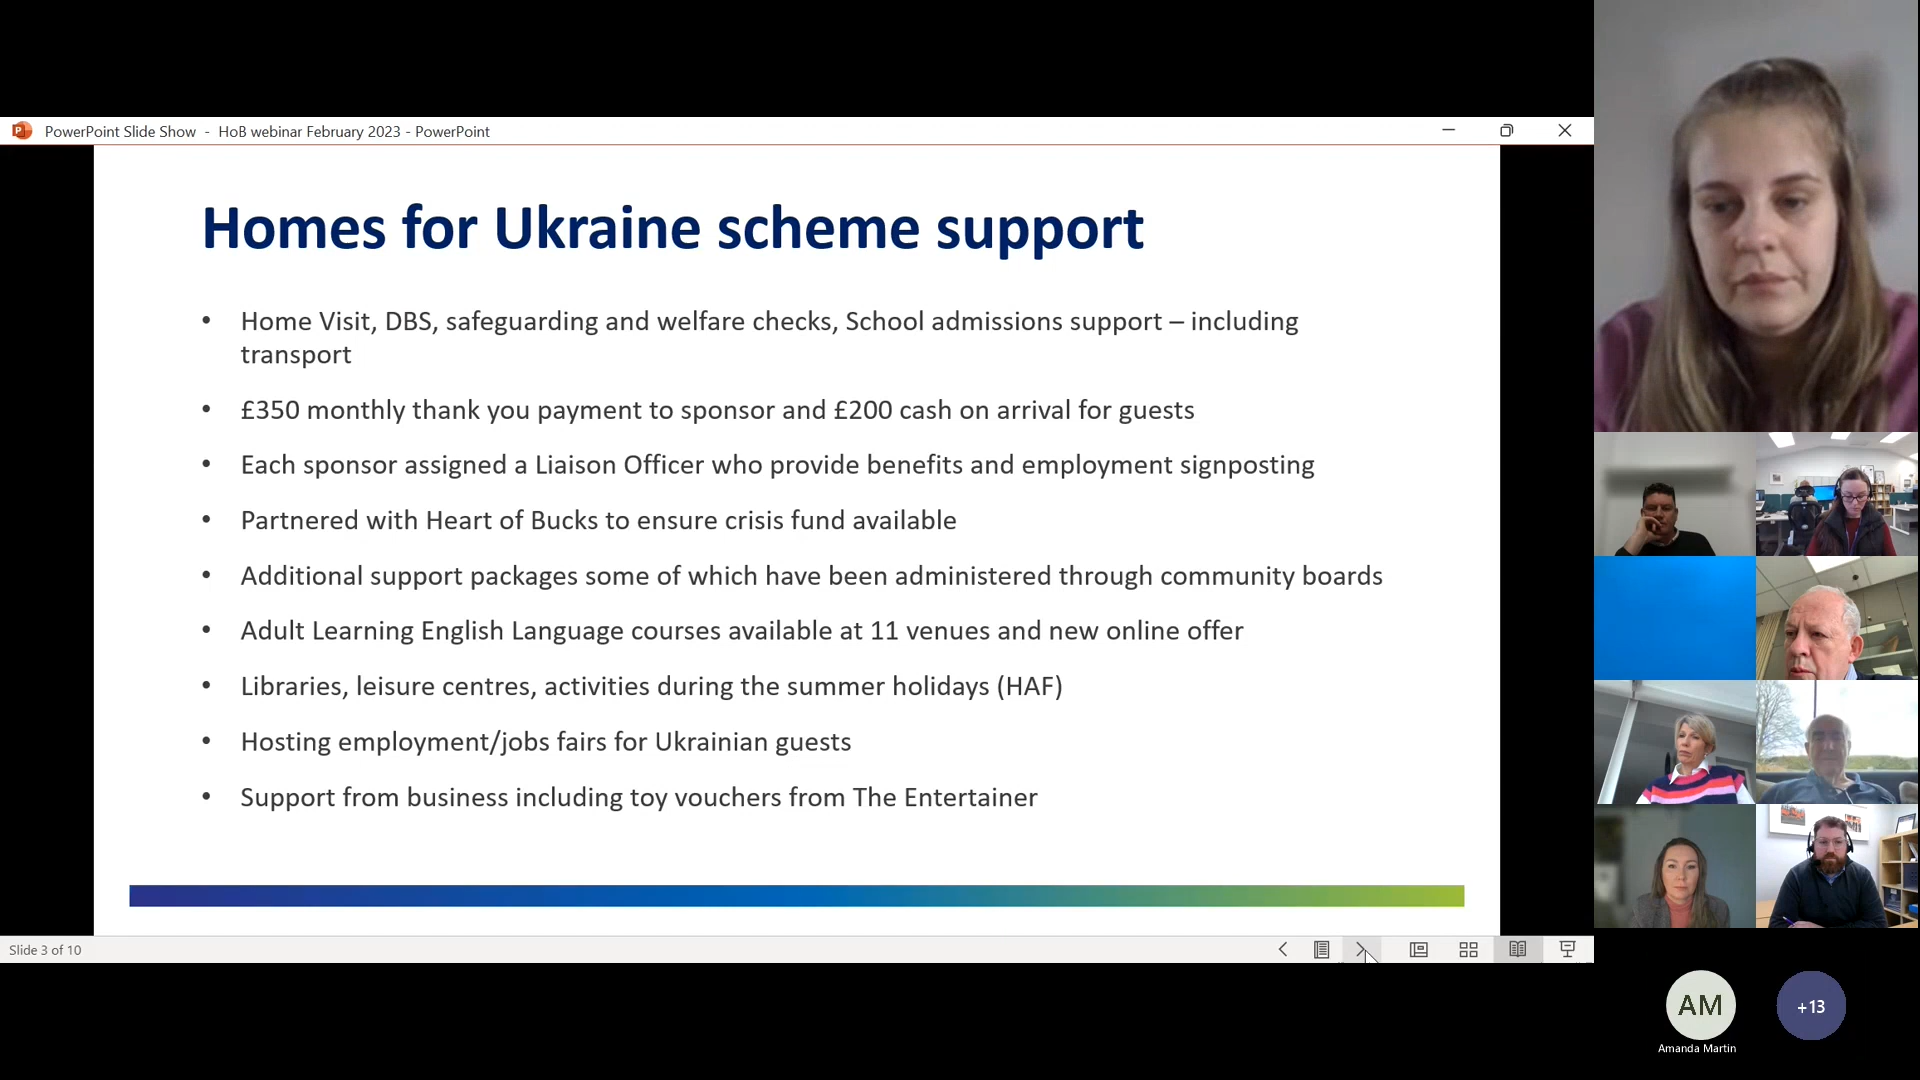 PowerPoint Slide Show - HoB webinar February 2023 - PowerPoint
Homes for Ukraine scheme support
• Home Visit, DBS, safeguarding and welfare checks, School admissions support – including
transport
• £350 monthly thank you payment to sponsor and £200 cash on arrival for guests
• Each sponsor assigned a Liaison Officer who provide benefits and employment signposting
• Partnered with Heart of Bucks to ensure crisis fund available
• Additional support packages some of which have been administered through community boards
• Adult Learning English Language courses available at 11 venues and new online offer
• Libraries, leisure centres, activities during the summer holidays (HAF)
• Hosting employment/jobs fairs for Ukrainian guests
• Support from business including toy vouchers from The Entertainer
Slide 3 of 10
AM
+13
Amanda Martin